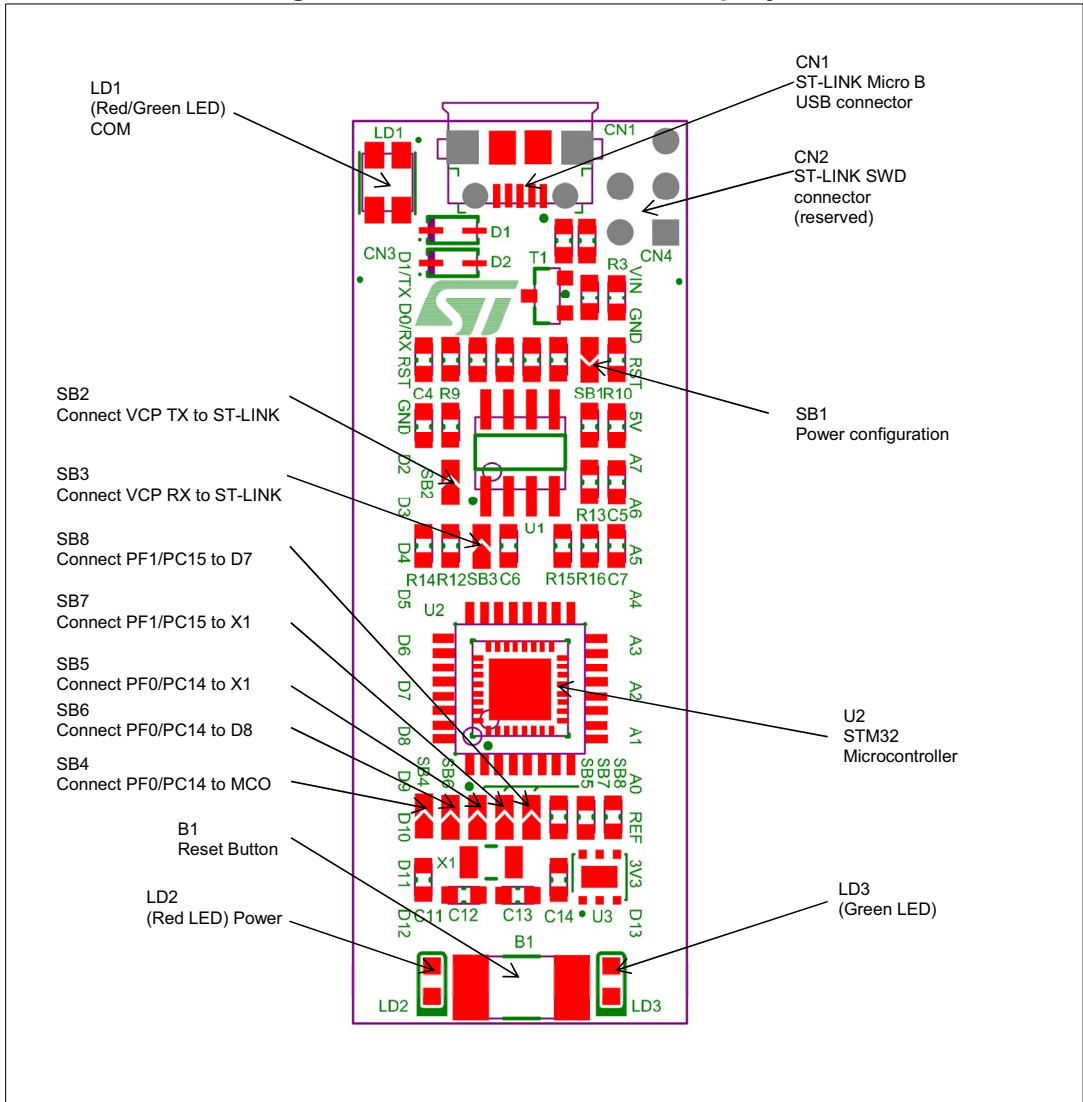 LD1
(Red/Green LED)
COM
CN1
ST-LINK Micro B
USB connector
CN2
ST-LINK SWD
connector
(reserved)
SB2
Connect VCP TX to ST-LINK
SB3
Connect VCP RX to ST-LINK
SB8
Connect PF1/PC15 to D7
SB7
Connect PF1/PC15 to X1
SB5
Connect PF0/PC14 to X1
SB6
Connect PF0/PC14 to D8
SB4
Connect PF0/PC14 to MCO
B1
Reset Button
LD2
(Red LED) Power
SB1
Power configuration
U2
STM32
Microcontroller
LD3
(Green LED)
LD1
CN1
D1
CN3
D2
T1
R3
CN4
ST
D1/TX
D0/RX
RST
GND
D2
D3
D4
D5
D6
D7
D8
D9
D10
D11
D12
VIN
GND
RST
5V
A7
A6
A5
A4
A3
A2
A1
A0
REF
3V3
D13
C4 R9
SB1 R10
SB2
U1
R13 C5
R14 R12 SB3 C6
R15 R16 C7
U2
SB4
SB6
SB5
SB7
SB8
X1
C11 C12 C13 C14 U3
B1
LD2
LD3